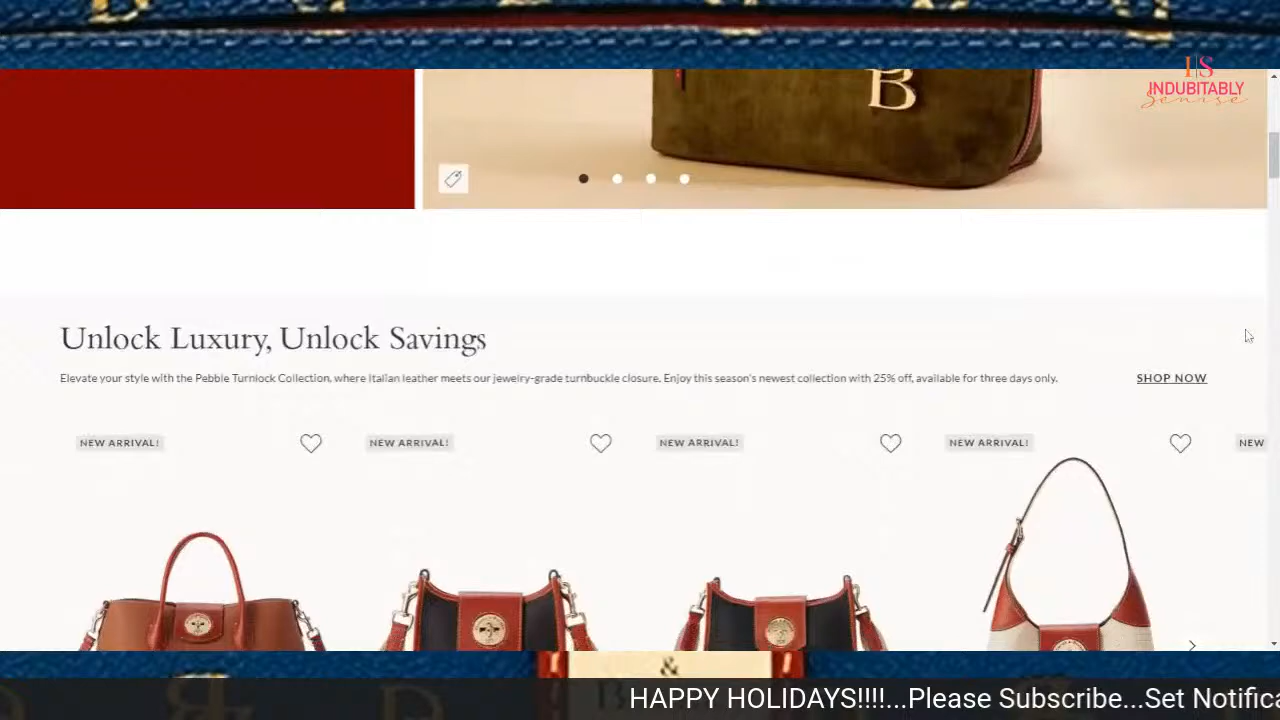 B
I S
INDUBITABLY
Senise
Unlock Luxury, Unlock Savings
Elevate your style with the Pebble Turnlock Collection, where Italian leather meets our jewelry-grade turnbuckle closure. Enjoy this season's newest collection with 25% off, available for three days only.
SHOP NOW
NEW ARRIVAL!
NEW ARRIVAL!
NEW ARRIVAL!
NEW ARRIVAL!
NEW
&
HAPPY HOLIDAYS!!!!...Please Subscribe...Set Notifica